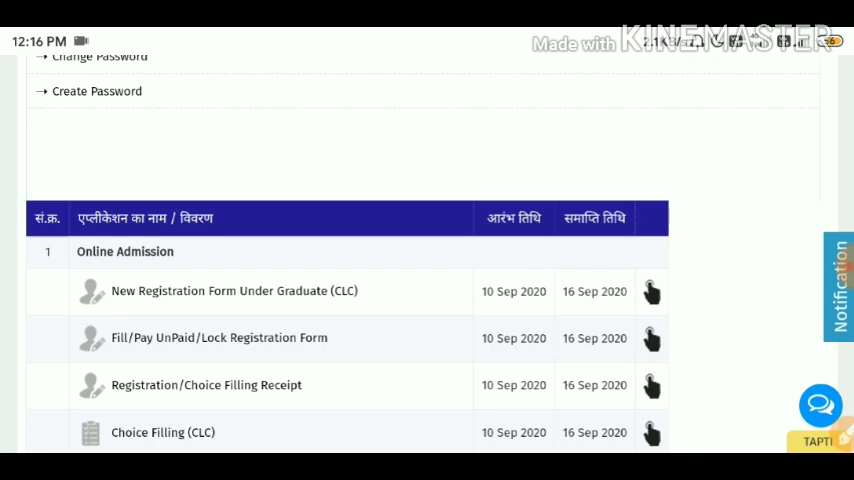 12:16 PM
Made with KINEMASTER
2.1KB/s
→ Change Password
→ Create Password
सं.क्र. एप्लीकेशन का नाम / विवरण आरंभ तिथि समाप्ति तिथि
1 Online Admission
New Registration Form Under Graduate (CLC) 10 Sep 2020 16 Sep 2020
Fill/Pay UnPaid/Lock Registration Form 10 Sep 2020 16 Sep 2020
Registration/Choice Filling Receipt 10 Sep 2020 16 Sep 2020
Choice Filling (CLC) 10 Sep 2020 16 Sep 2020
Notification
TAPTI